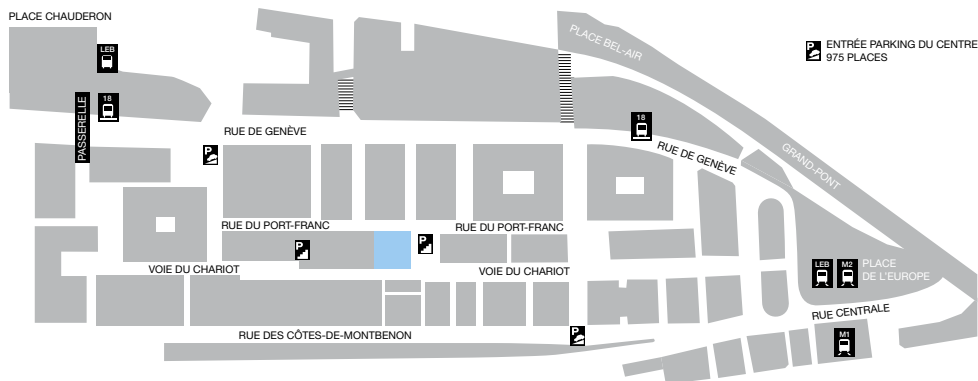 PLACE CHAUDERON
LEB
18
PASSERELLE
PLACE BEL-AIR
P
ENTRÉE PARKING DU CENTRE
975 PLACES
RUE DE GENÈVE
P
18
RUE DE GENÈVE
GRAND-PONT
RUE DU PORT-FRANC
P
P
RUE DU PORT-FRANC
VOIE DU CHARIOT
VOIE DU CHARIOT
LEB
M2
PLACE
DE L'EUROPE
RUE CENTRALE
RUE DES CÔTES-DE-MONTBENON
P
M1